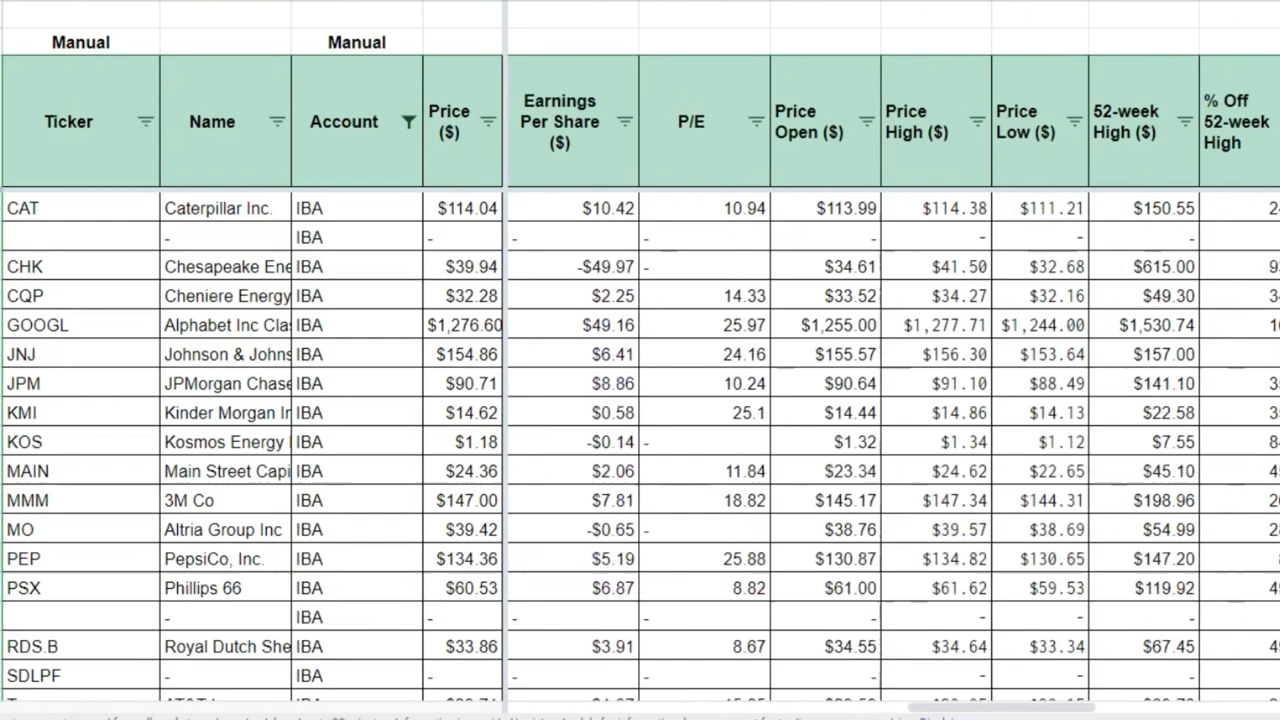 Manual Manual
Ticker Name Account Price ($) Earnings Per Share ($) P/E Price Open ($) Price High ($) Price Low ($) 52-week High ($) % Off 52-week High
CAT Caterpillar Inc. IBA $114.04 $10.42 10.94 $113.99 $114.38 $111.21 $150.55
- IBA - - - - - - -
CHK Chesapeake Ene IBA $39.94 -$49.97 - $34.61 $41.50 $32.68 $615.00
CQP Cheniere Energy IBA $32.28 $2.25 14.33 $33.52 $34.27 $32.16 $49.30
GOOGL Alphabet Inc Clas IBA $1,276.60 $49.16 25.97 $1,255.00 $1,277.71 $1,244.00 $1,530.74
JNJ Johnson & Johns IBA $154.86 $6.41 24.16 $155.57 $156.30 $153.64 $157.00
JPM JPMorgan Chase IBA $90.71 $8.86 10.24 $90.64 $91.10 $88.49 $141.10
KMI Kinder Morgan In IBA $14.62 $0.58 25.1 $14.44 $14.86 $14.13 $22.58
KOS Kosmos Energy IBA $1.18 -$0.14 - $1.32 $1.34 $1.12 $7.55
MAIN Main Street Capi IBA $24.36 $2.06 11.84 $23.34 $24.62 $22.65 $45.10
MMM 3M Co IBA $147.00 $7.81 18.82 $145.17 $147.34 $144.31 $198.96
MO Altria Group Inc IBA $39.42 -$0.65 - $38.76 $39.57 $38.69 $54.99
PEP PepsiCo, Inc. IBA $134.36 $5.19 25.88 $130.87 $134.82 $130.65 $147.20
PSX Phillips 66 IBA $60.53 $6.87 8.82 $61.00 $61.62 $59.53 $119.92
- IBA - - - - - - -
RDS.B Royal Dutch She IBA $33.86 $3.91 8.67 $34.55 $34.64 $33.34 $67.45
SDLPF - IBA - - - - - - -